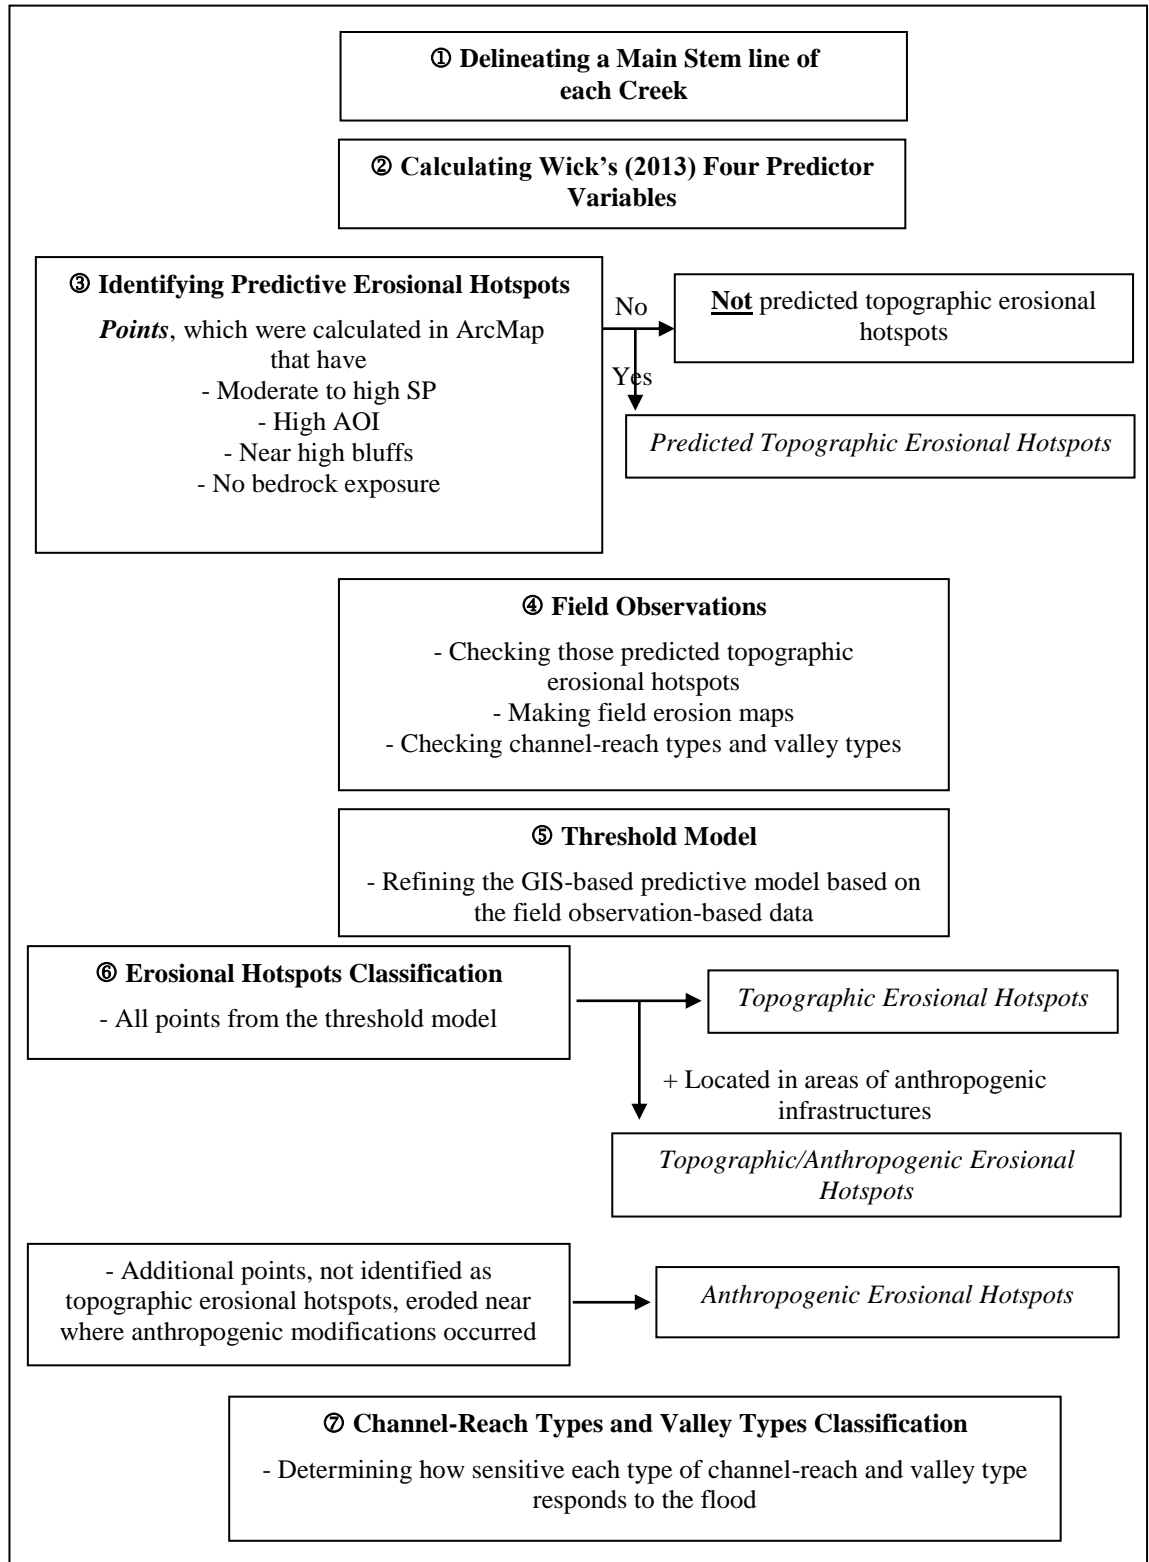 ① Delineating a Main Stem line of
each Creek
② Calculating Wick's (2013) Four Predictor
Variables
③ Identifying Predictive Erosional Hotspots
Points, which were calculated in ArcMap
that have
- Moderate to high SP
- High AOI
- Near high bluffs
- No bedrock exposure
No
Not predicted topographic erosional
hotspots
Yes
Predicted Topographic Erosional Hotspots
④ Field Observations
- Checking those predicted topographic
erosional hotspots
- Making field erosion maps
- Checking channel-reach types and valley types
⑤ Threshold Model
- Refining the GIS-based predictive model based on
the field observation-based data
⑥ Erosional Hotspots Classification
- All points from the threshold model
Topographic Erosional Hotspots
+ Located in areas of anthropogenic
infrastructures
Topographic/Anthropogenic Erosional
Hotspots
- Additional points, not identified as
topographic erosional hotspots, eroded near
where anthropogenic modifications occurred
Anthropogenic Erosional Hotspots
⑦ Channel-Reach Types and Valley Types Classification
- Determining how sensitive each type of channel-reach and valley type
responds to the flood